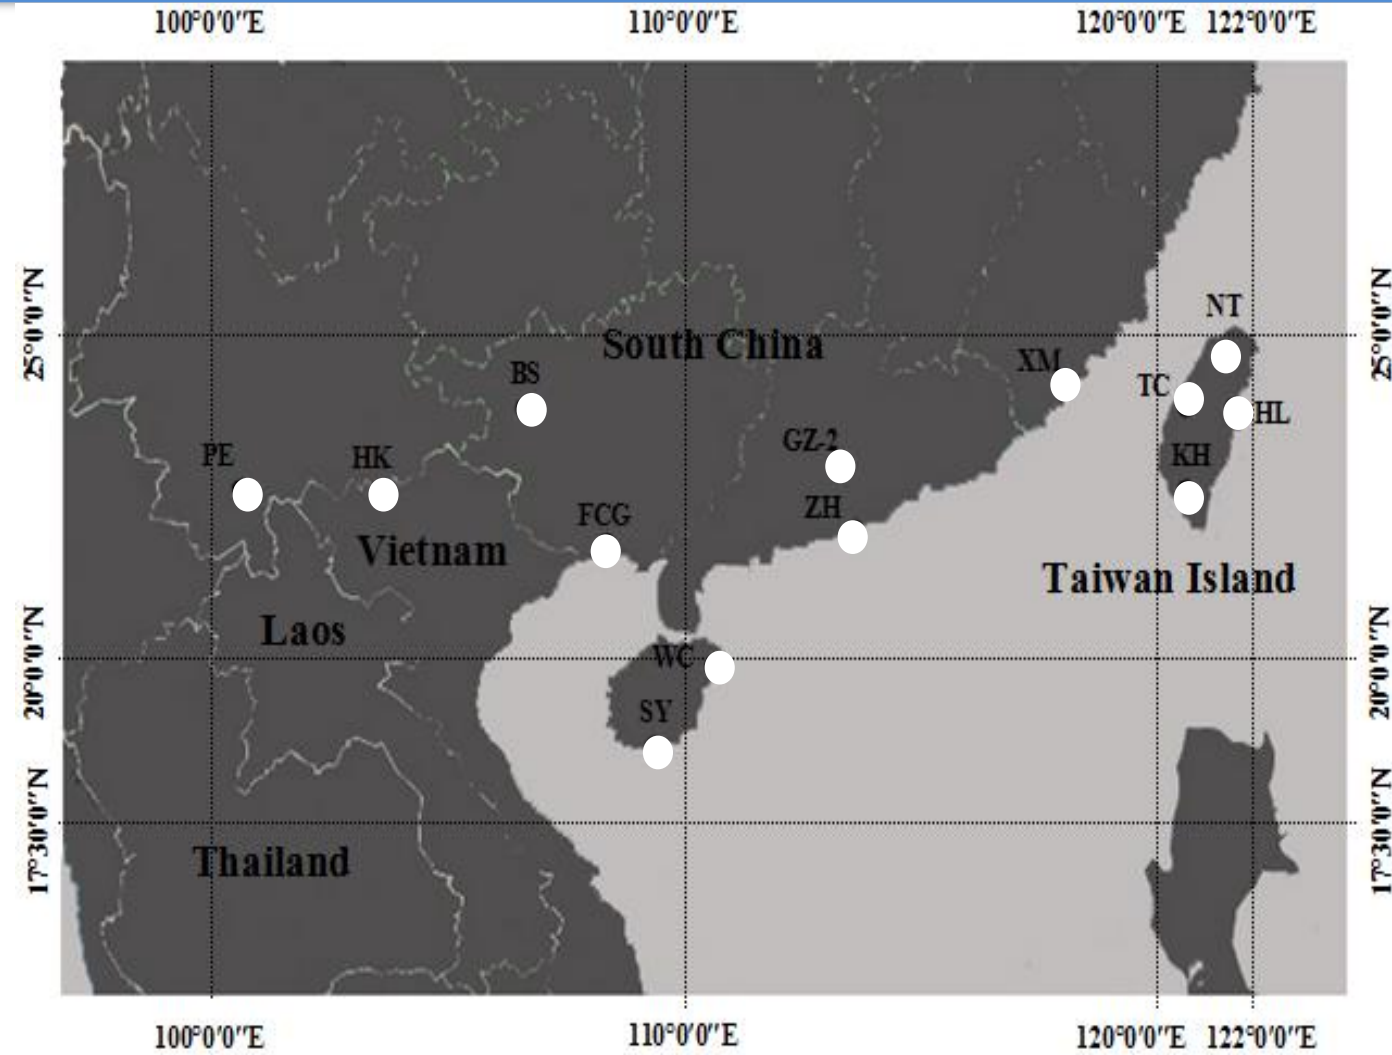 100°0'0"E 110°0'0"E 120°0'0"E 122°0'0"E
NT
25°0'0"N 25°0'0"N
South China
XM
BS
TC
HL
GZ-2
PE
HK
KH
ZH
FCG
Vietnam
Taiwan Island
Laos
20°0'0"N 20°0'0"N
WC
SY
17°30'0"N 17°30'0"N
Thailand
100°0'0"E 110°0'0"E 120°0'0"E 122°0'0"E